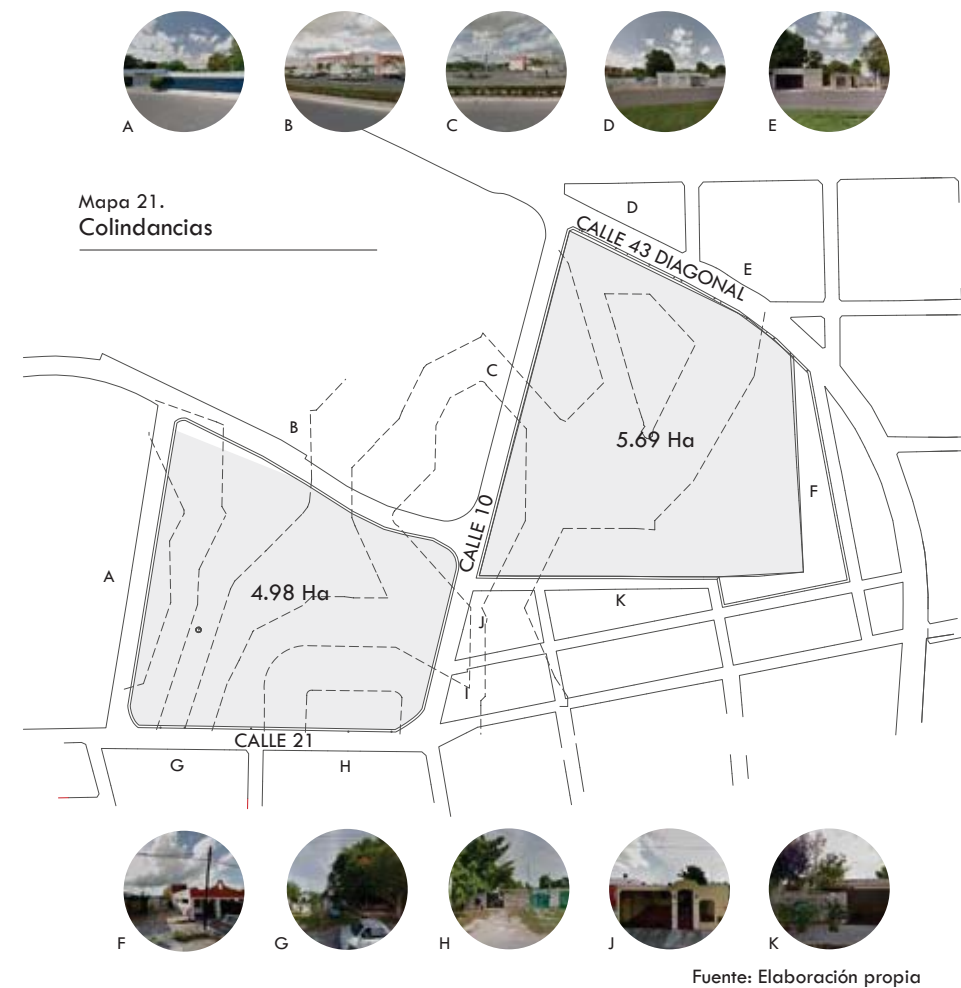 A
B
C
D
E
Mapa 21.
Colindancias
D
CALLE 43 DIAGONAL
E
C
B
5.69 Ha
F
CALLE 10
A
4.98 Ha
K
J
I
CALLE 21
G
H
F
G
H
J
K
Fuente: Elaboración propia